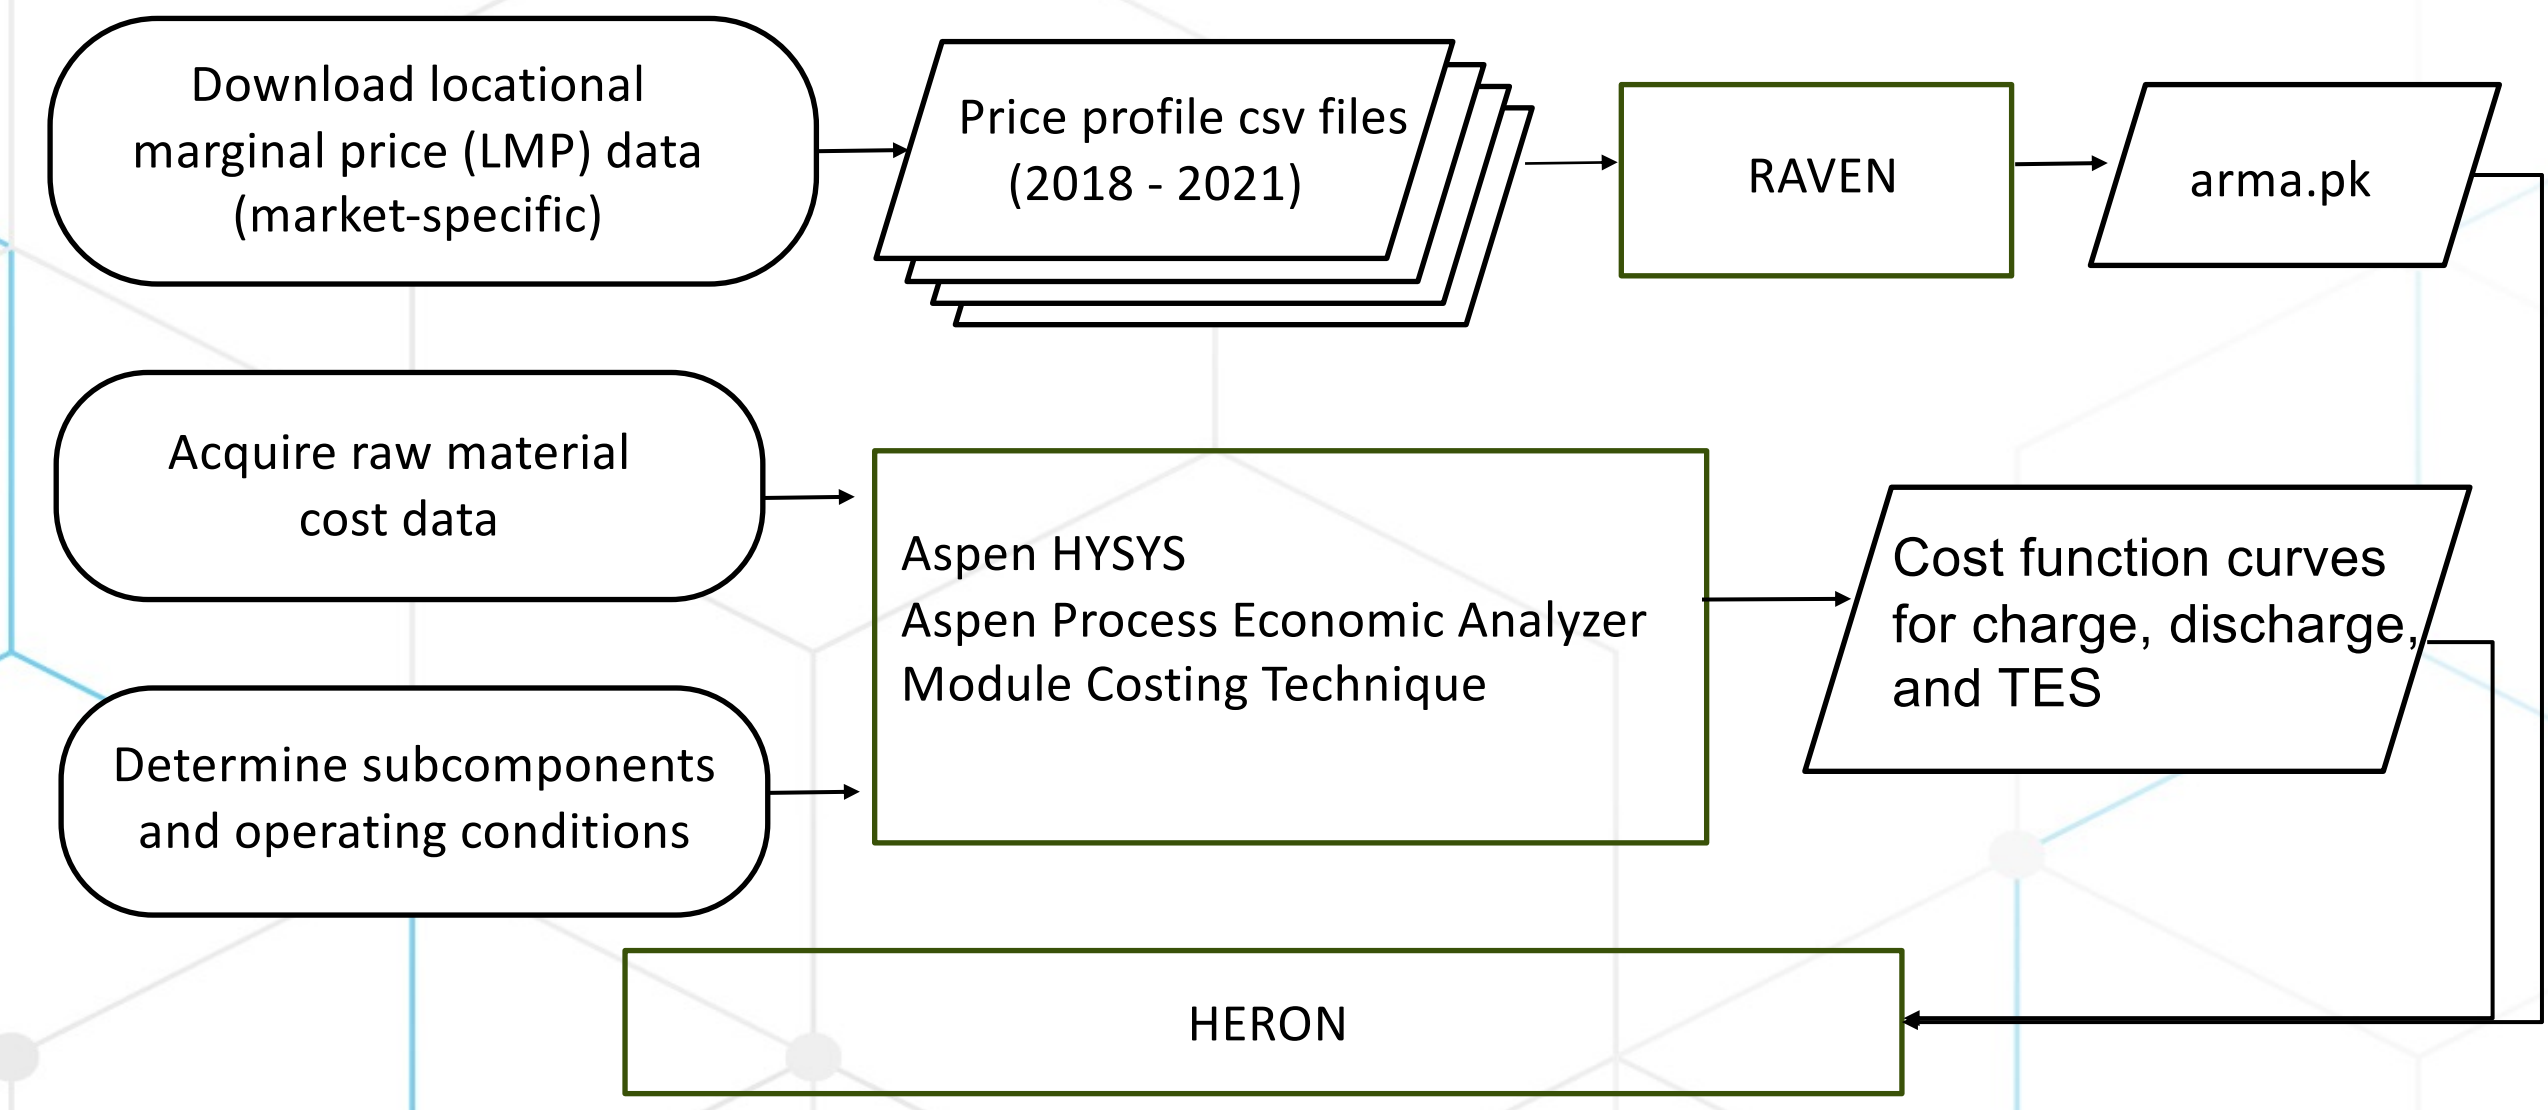 Download locational
marginal price (LMP) data
(market-specific)
Price profile csv files
(2018 - 2021)
RAVEN
arma.pk
Acquire raw material
cost data
Aspen HYSYS
Aspen Process Economic Analyzer
Module Costing Technique
Cost function curves
for charge, discharge,
and TES
Determine subcomponents
and operating conditions
HERON